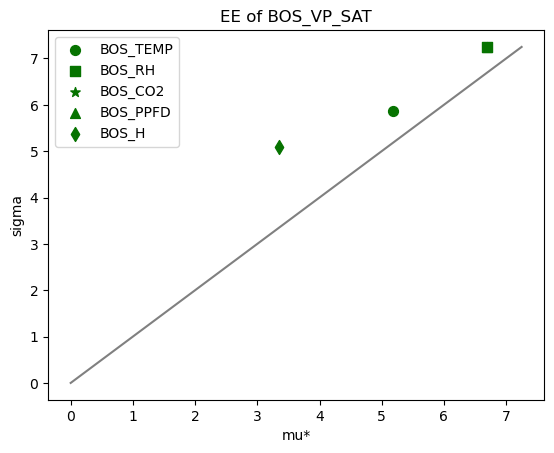 EE of BOS_VP_SAT
BOS_TEMP
BOS_RH
BOS_CO2
BOS_PPFD
BOS_H
sigma
7
6
5
4
3
2
1
0
0 1 2 3 4 5 6 7
mu*